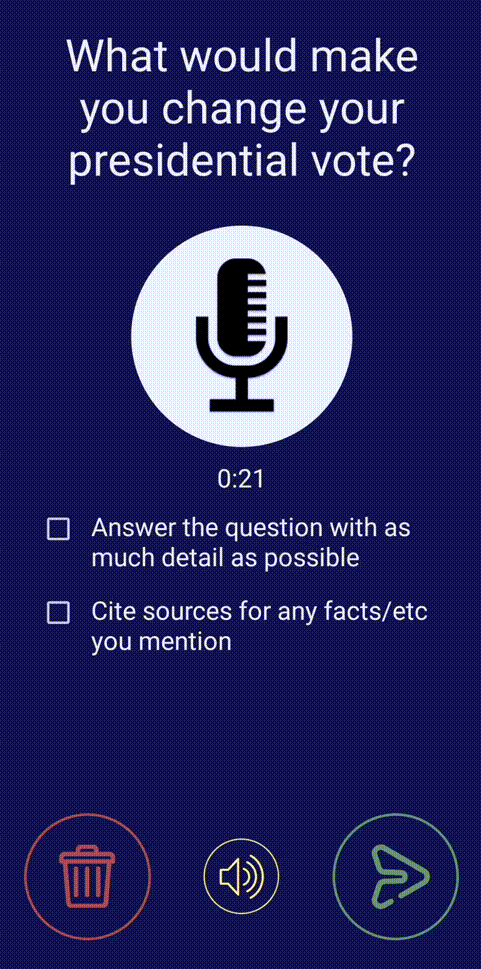 What would make
you change your
presidential vote?
0:21
Answer the question with as
much detail as possible
Cite sources for any facts/etc
you mention